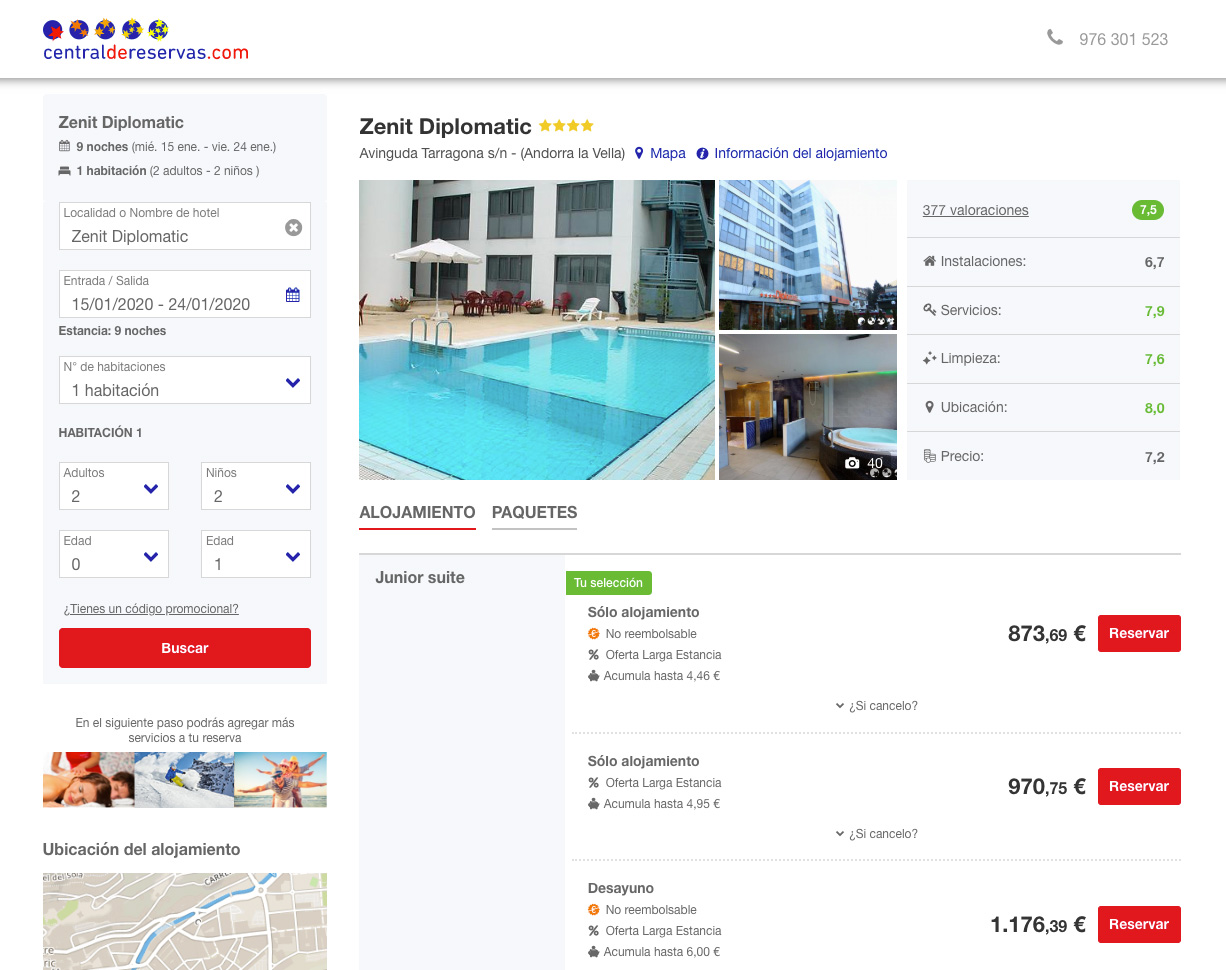 centraldereservas.com
976 301 523
Zenit Diplomatic
9 noches (mié. 15 ene. - vie. 24 ene.)
1 habitación (2 adultos - 2 niños )
Localidad o Nombre de hotel
Zenit Diplomatic
Entrada / Salida
15/01/2020 - 24/01/2020
Estancia: 9 noches
N° de habitaciones
1 habitación
HABITACIÓN 1
Adultos
2
Niños
2
Edad
0
Edad
1
¿Tienes un código promocional?
Buscar
En el siguiente paso podrás agregar más
servicios a tu reserva
Ubicación del alojamiento
Zenit Diplomatic
Avinguda Tarragona s/n - (Andorra la Vella) Mapa Información del alojamiento
40
377 valoraciones 7,5
Instalaciones: 6,7
Servicios: 7,9
Limpieza: 7,6
Ubicación: 8,0
Precio: 7,2
ALOJAMIENTO PAQUETES
Junior suite
Tu selección
Sólo alojamiento
No reembolsable
Oferta Larga Estancia
Acumula hasta 4,46 €
873,69 € Reservar
¿Si cancelo?
Sólo alojamiento
Oferta Larga Estancia
Acumula hasta 4,95 €
970,75 € Reservar
¿Si cancelo?
Desayuno
No reembolsable
Oferta Larga Estancia
Acumula hasta 6,00 €
1.176,39 € Reservar